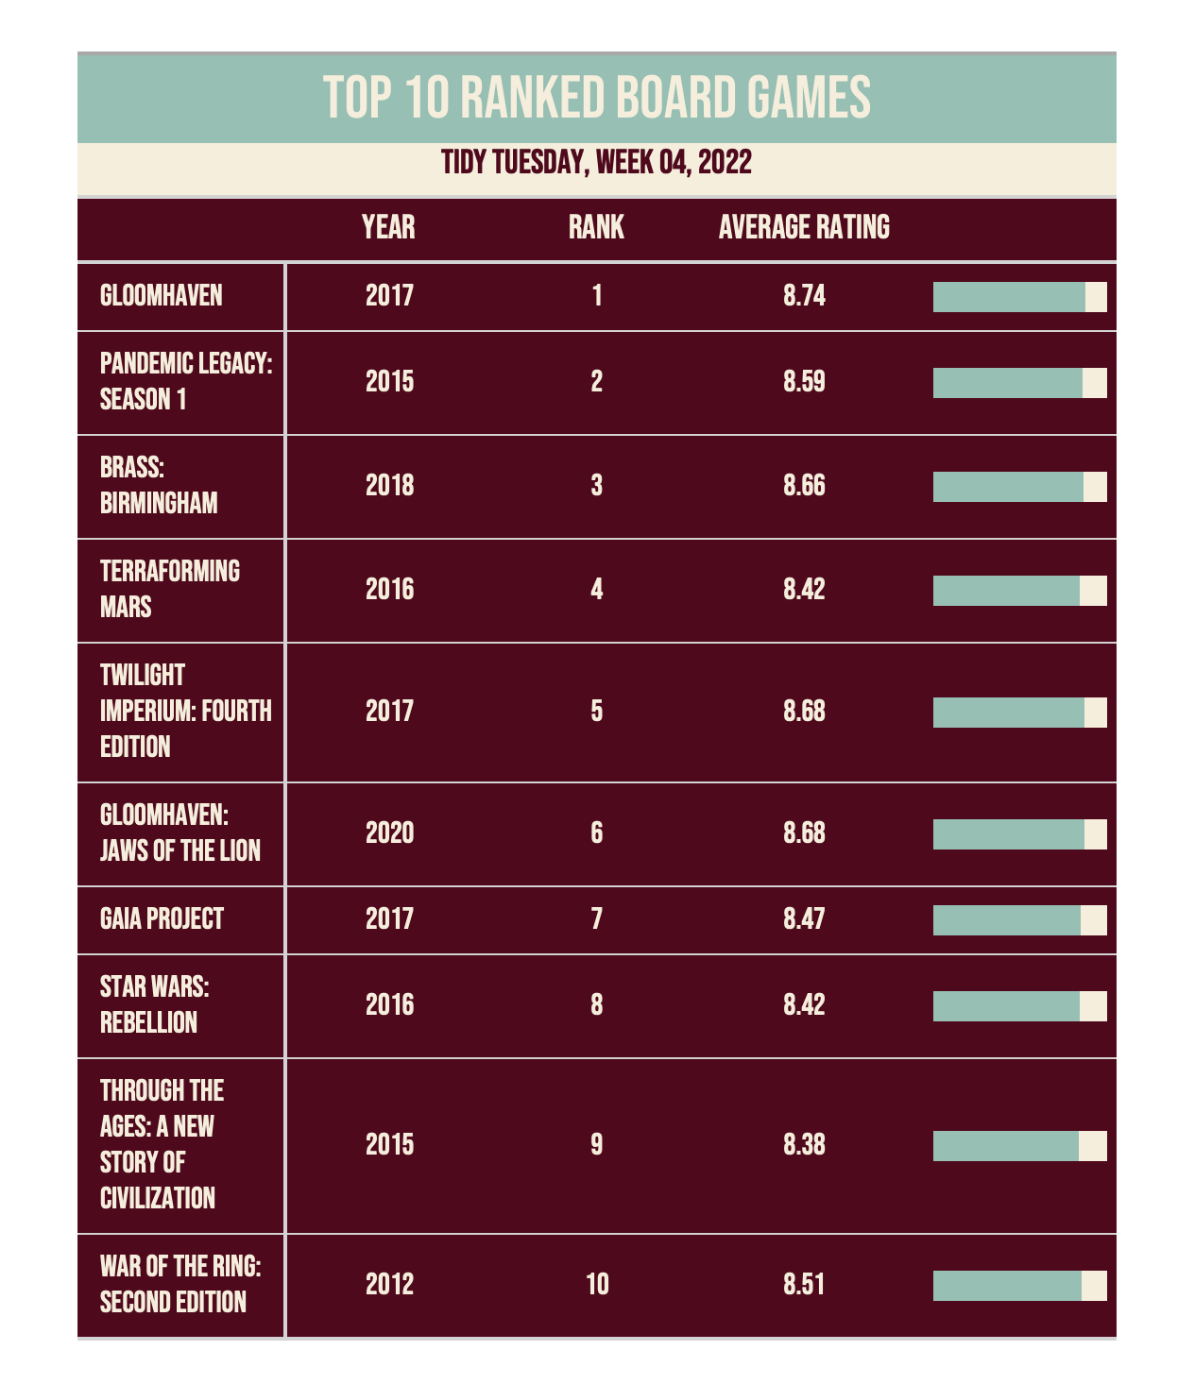 TOP 10 RANKED BOARD GAMES
TIDY TUESDAY, WEEK 04, 2022
YEAR RANK AVERAGE RATING
GLOOMHAVEN 2017 1 8.74
PANDEMIC LEGACY:
SEASON 1 2015 2 8.59
BRASS:
BIRMINGHAM 2018 3 8.66
TERRAFORMING
MARS 2016 4 8.42
TWILIGHT
IMPERIUM: FOURTH 2017 5 8.68
EDITION
GLOOMHAVEN:
JAWS OF THE LION 2020 6 8.68
GAIA PROJECT 2017 7 8.47
STAR WARS:
REBELLION 2016 8 8.42
THROUGH THE
AGES: A NEW
STORY OF 2015 9 8.38
CIVILIZATION
WAR OF THE RING:
SECOND EDITION 2012 10 8.51